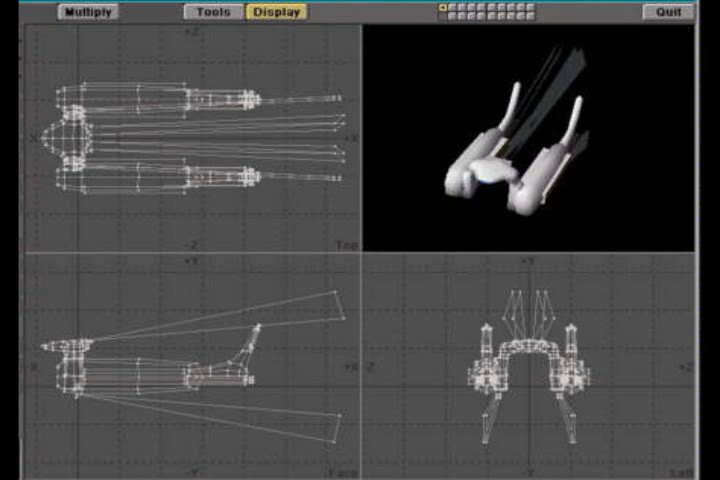 Multiply Tools Display Quit
+Z
X +X
-Z Top
+Y +Y
-X +X Z +Z
-Y Face -Y Left